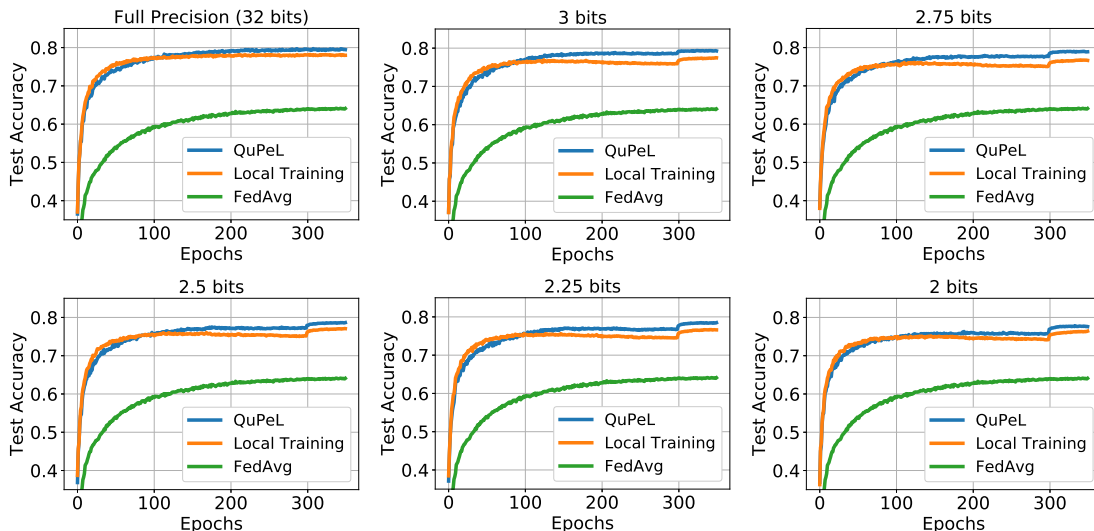 Full Precision (32 bits)
0.8
0.7
0.6
0.5
0.4
Test Accuracy
QuPeL
Local Training
FedAvg
0
100
200
300
Epochs
3 bits
0.8
0.7
0.6
0.5
0.4
Test Accuracy
QuPeL
Local Training
FedAvg
0
100
200
300
Epochs
2.75 bits
0.8
0.7
0.6
0.5
0.4
Test Accuracy
QuPeL
Local Training
FedAvg
0
100
200
300
Epochs
2.5 bits
0.8
0.7
0.6
0.5
0.4
Test Accuracy
QuPeL
Local Training
FedAvg
0
100
200
300
Epochs
2.25 bits
0.8
0.7
0.6
0.5
0.4
Test Accuracy
QuPeL
Local Training
FedAvg
0
100
200
300
Epochs
2 bits
0.8
0.7
0.6
0.5
0.4
Test Accuracy
QuPeL
Local Training
FedAvg
0
100
200
300
Epochs